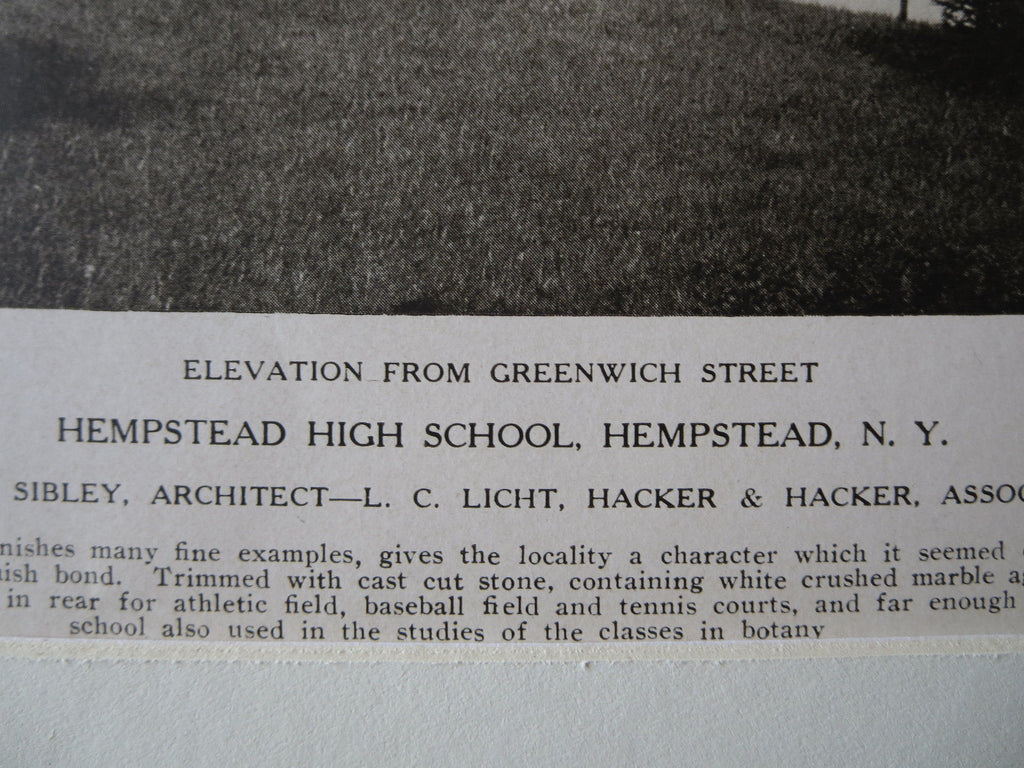 ELEVATION FROM GREENWICH STREET
HEMPSTEAD HIGH SCHOOL, HEMPSTEAD, N. Y.
SIBLEY, ARCHITECT—L. C. LICHT, HACKER & HACKER, ASSOC
nishes many fine examples, gives the locality a character which it seemed
ish bond. Trimmed with cast cut stone, containing white crushed marble
in rear for athletic field, baseball field and tennis courts, and far enough
school also used in the studies of the classes in botany